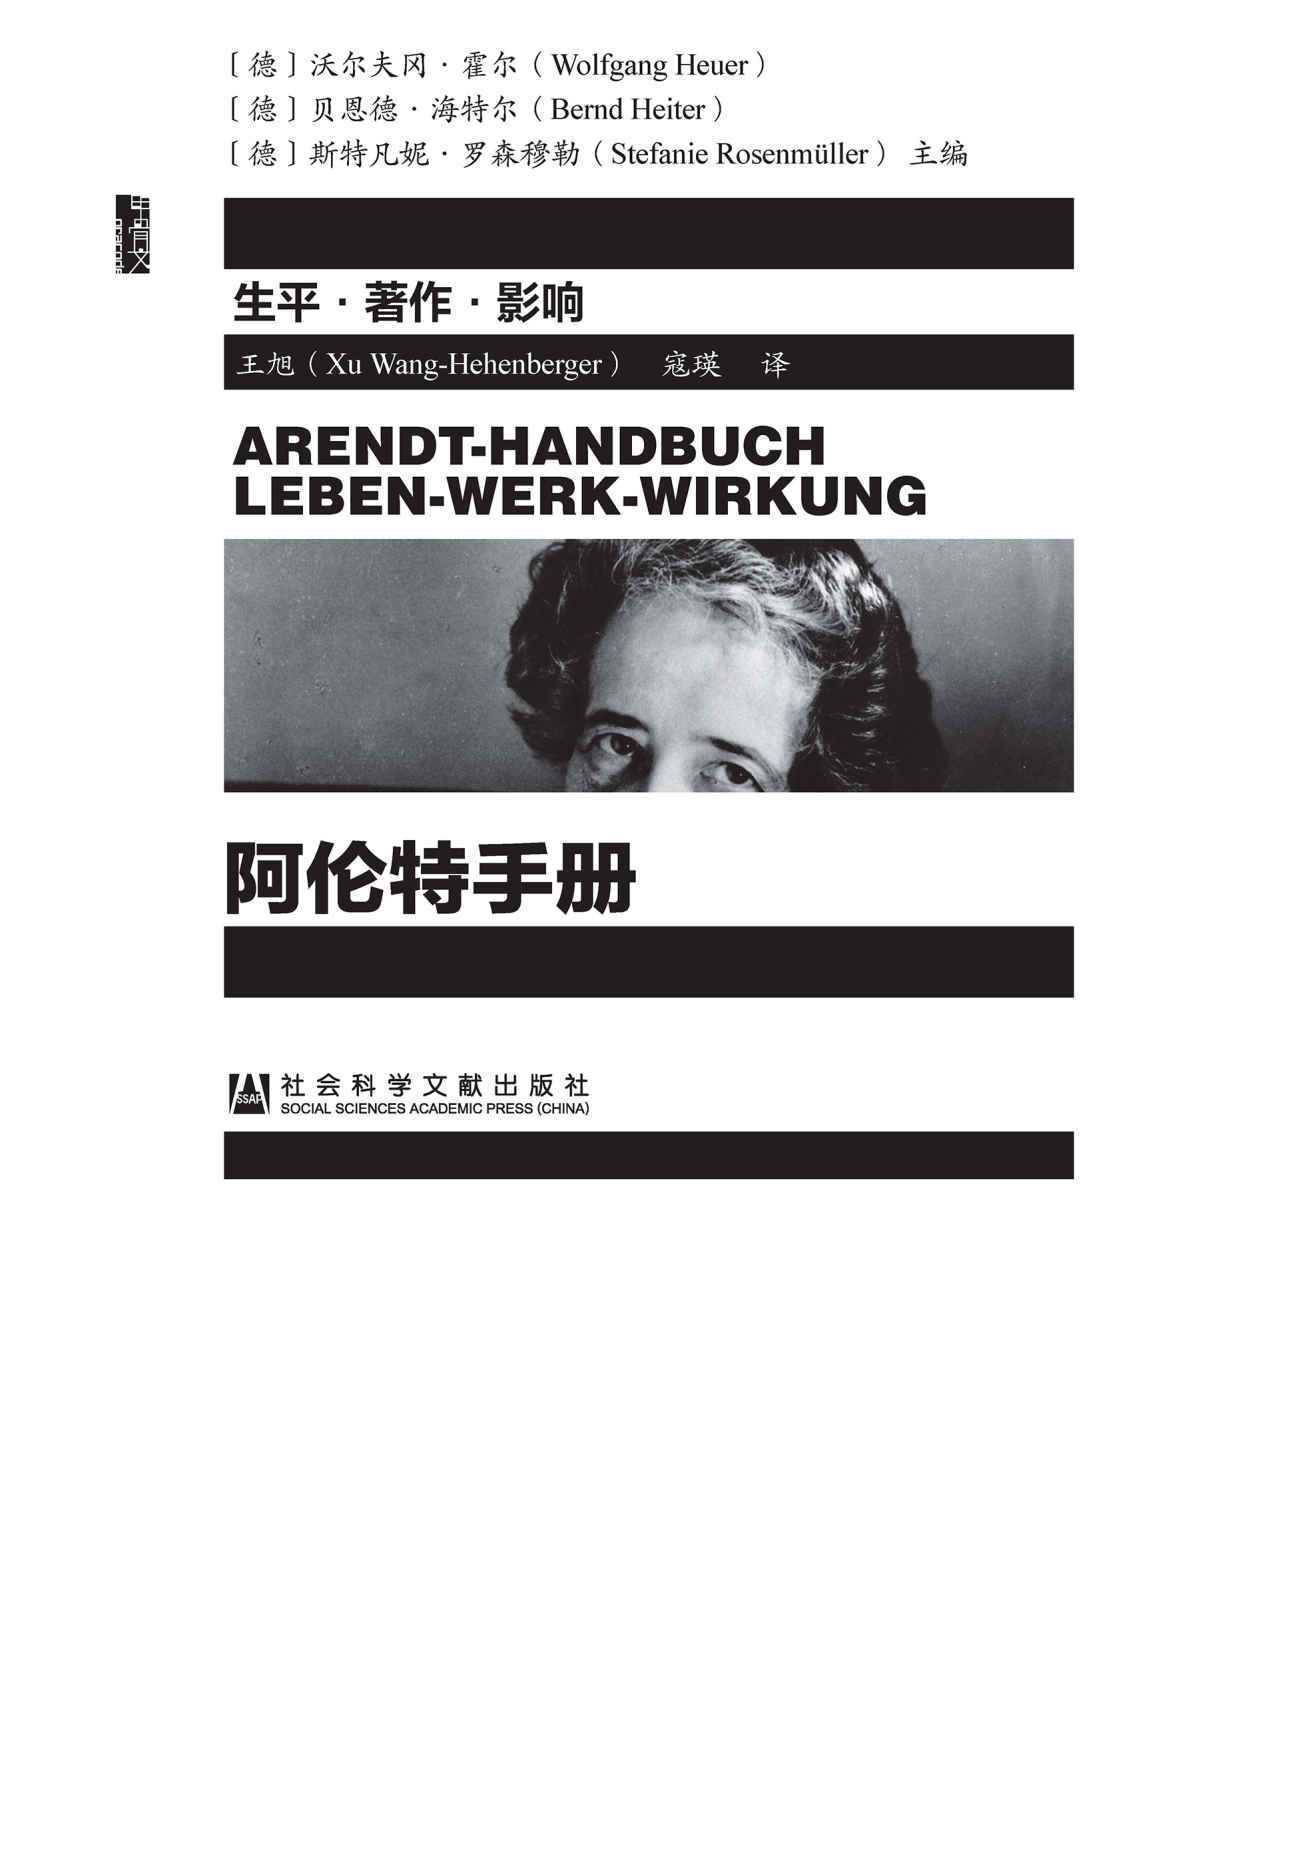 ［德］沃尔夫冈·霍尔（Wolfgang Heuer）
［德］贝恩德·海特尔（Bernd Heiter）
［德］斯特凡妮·罗森穆勒（Stefanie Rosenmüller） 主编
甲骨文
生平·著作·影响
王旭（Xu Wang-Hehenberger） 寇瑛 译
ARENDT-HANDBUCH
LEBEN-WERK-WIRKUNG
阿伦特手册
SSAP
社会科学文献出版社
SOCIAL SCIENCES ACADEMIC PRESS (CHINA)